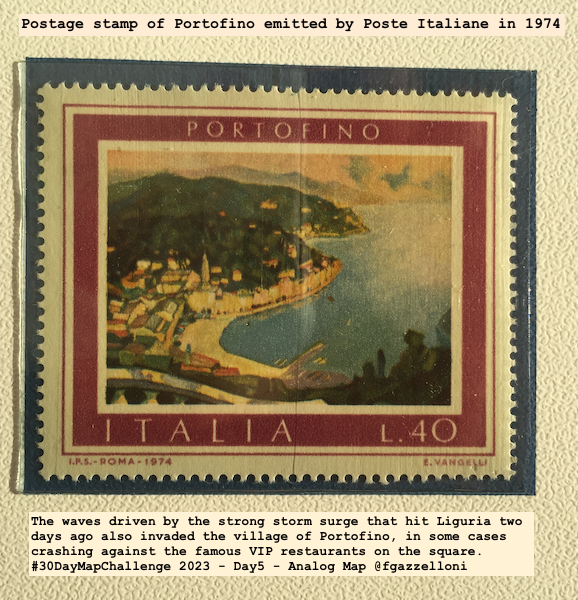 Postage stamp of Portofino emitted by Poste Italiane in 1974
PORTOFINO
ITALIA L.40
I.P.S.-ROMA-1974 E.VANGELLI
The waves driven by the strong storm surge that hit Liguria two
days ago also invaded the village of Portofino, in some cases
crashing against the famous VIP restaurants on the square.
#30DayMapChallenge 2023 - Day5 - Analog Map @fgazzelloni